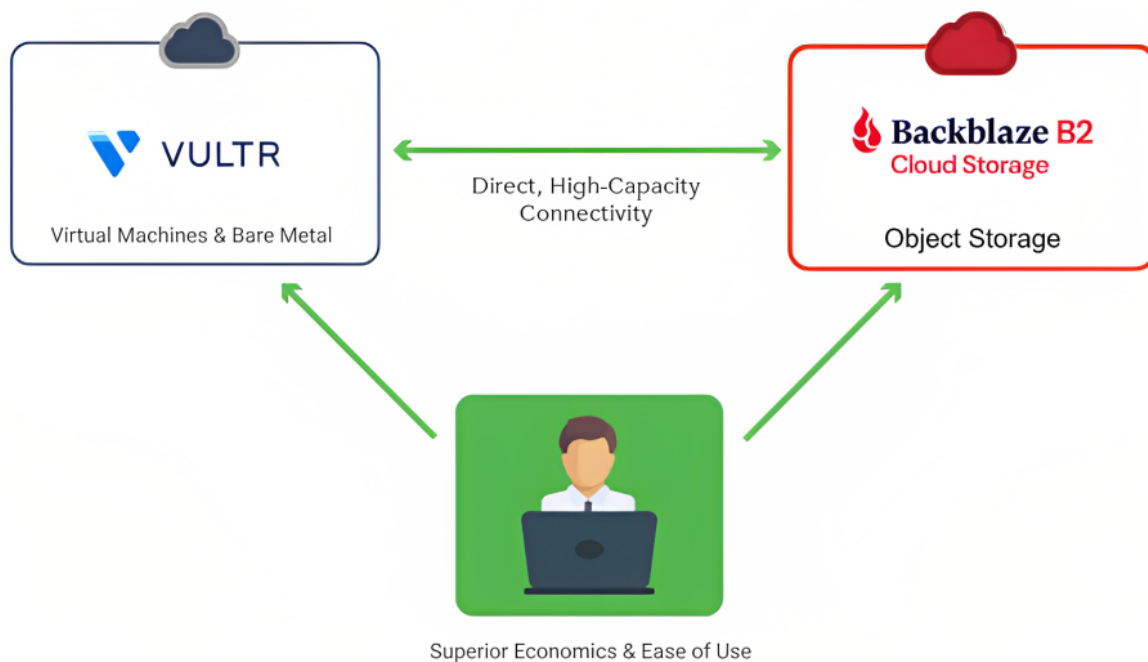 VULTR
Virtual Machines & Bare Metal
Direct, High-Capacity
Connectivity
Backblaze B2
Cloud Storage
Object Storage
Superior Economics & Ease of Use